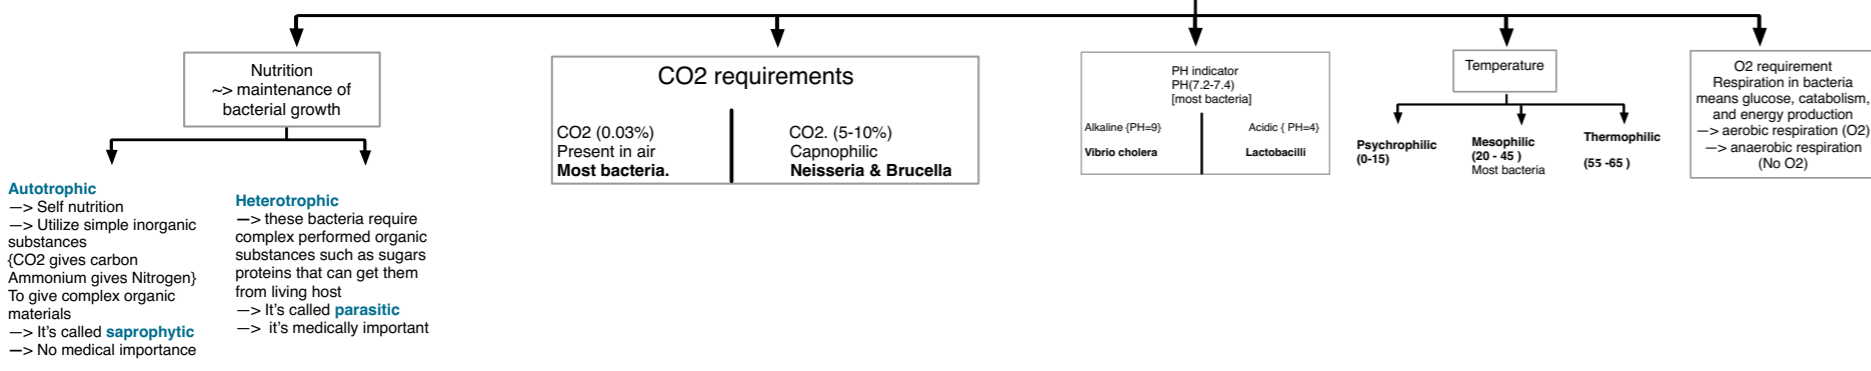 Nutrition
~> maintenance of
bacterial growth
Autotrophic
—> Self nutrition
—> Utilize simple inorganic
substances
{CO2 gives carbon
Ammonium gives Nitrogen}
To give complex organic
materials
—> It's called saprophytic
—> No medical importance
Heterotrophic
—> these bacteria require
complex performed organic
substances such as sugars
proteins that can get them
from living host
—> It's called parasitic
—> it's medically important
CO2 requirements
CO2 (0.03%)
Present in air
Most bacteria.
CO2. (5-10%)
Capnophilic
Neisseria & Brucella
PH indicator
PH(7.2-7.4)
[most bacteria]
Alkaline {PH=9}
Vibrio cholera
Acidic { PH=4}
Lactobacilli
Temperature
Psychrophilic
(0-15)
Mesophilic
(20 - 45 )
Most bacteria
Thermophilic
(55 -65 )
O2 requirement
Respiration in bacteria
means glucose, catabolism,
and energy production
—> aerobic respiration (O2)
—> anaerobic respiration
(No O2)